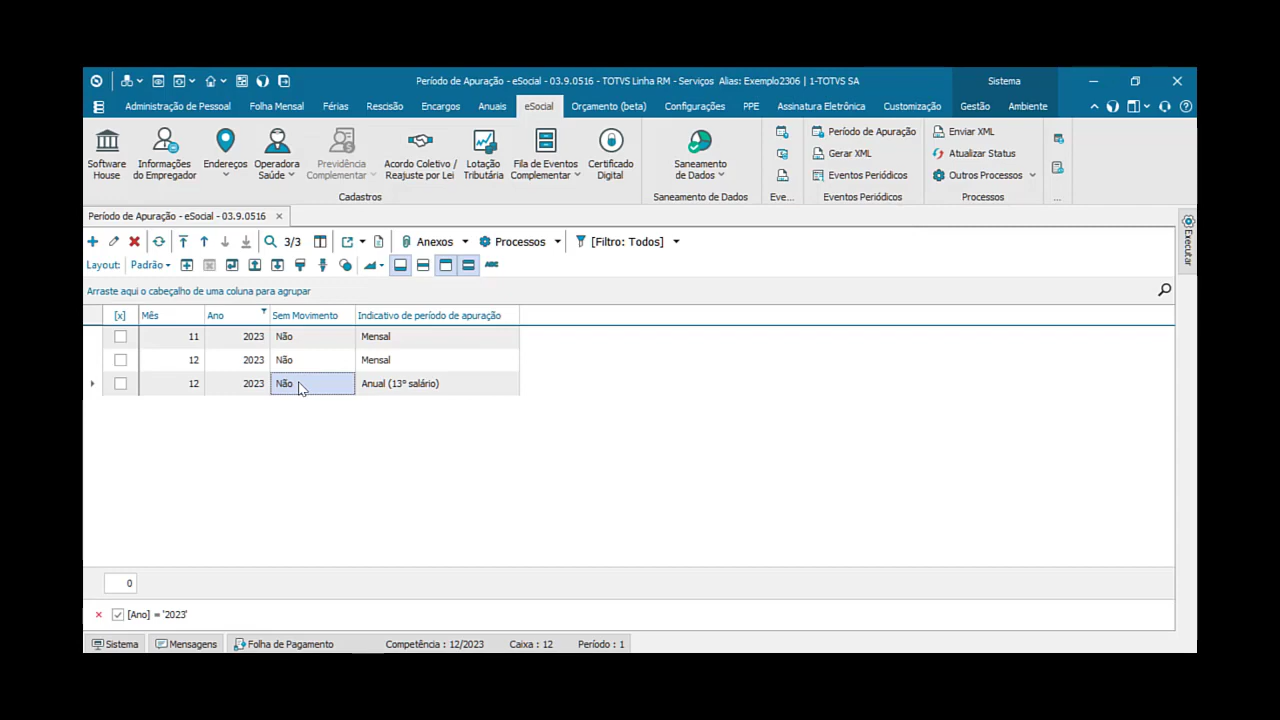 Período de Apuração - eSocial - 03.9.0516 - TOTVS Linha RM - Serviços Alias: Exemplo2306 | 1-TOTVS SA
Sistema
Administração de Pessoal Folha Mensal Férias Rescisão Encargos Anuais eSocial Orçamento (beta) Configurações PPE Assinatura Eletrônica Customização Gestão Ambiente
Software House
Informações do Empregador
Endereços
Operadora Saúde
Previdência Complementar
Acordo Coletivo / Reajuste por Lei
Lotação Tributária
Fila de Eventos Complementar
Certificado Digital
Cadastros
Saneamento de Dados
Saneamento de Dados
Eve...
Período de Apuração
Gerar XML
Eventos Periódicos
Eventos Periódicos
Enviar XML
Atualizar Status
Outros Processos
Processos
...
Período de Apuração - eSocial - 03.9.0516
Executar
3/3 Anexos Processos [Filtro: Todos]
Layout: Padrão ABC
Arraste aqui o cabeçalho de uma coluna para agrupar
[x] Mês Ano Sem Movimento Indicativo de período de apuração
11 2023 Não Mensal
12 2023 Não Mensal
12 2023 Não Anual (13º salário)
0
[Ano] = '2023'
Sistema Mensagens Folha de Pagamento Competência : 12/2023 Caixa : 12 Período : 1